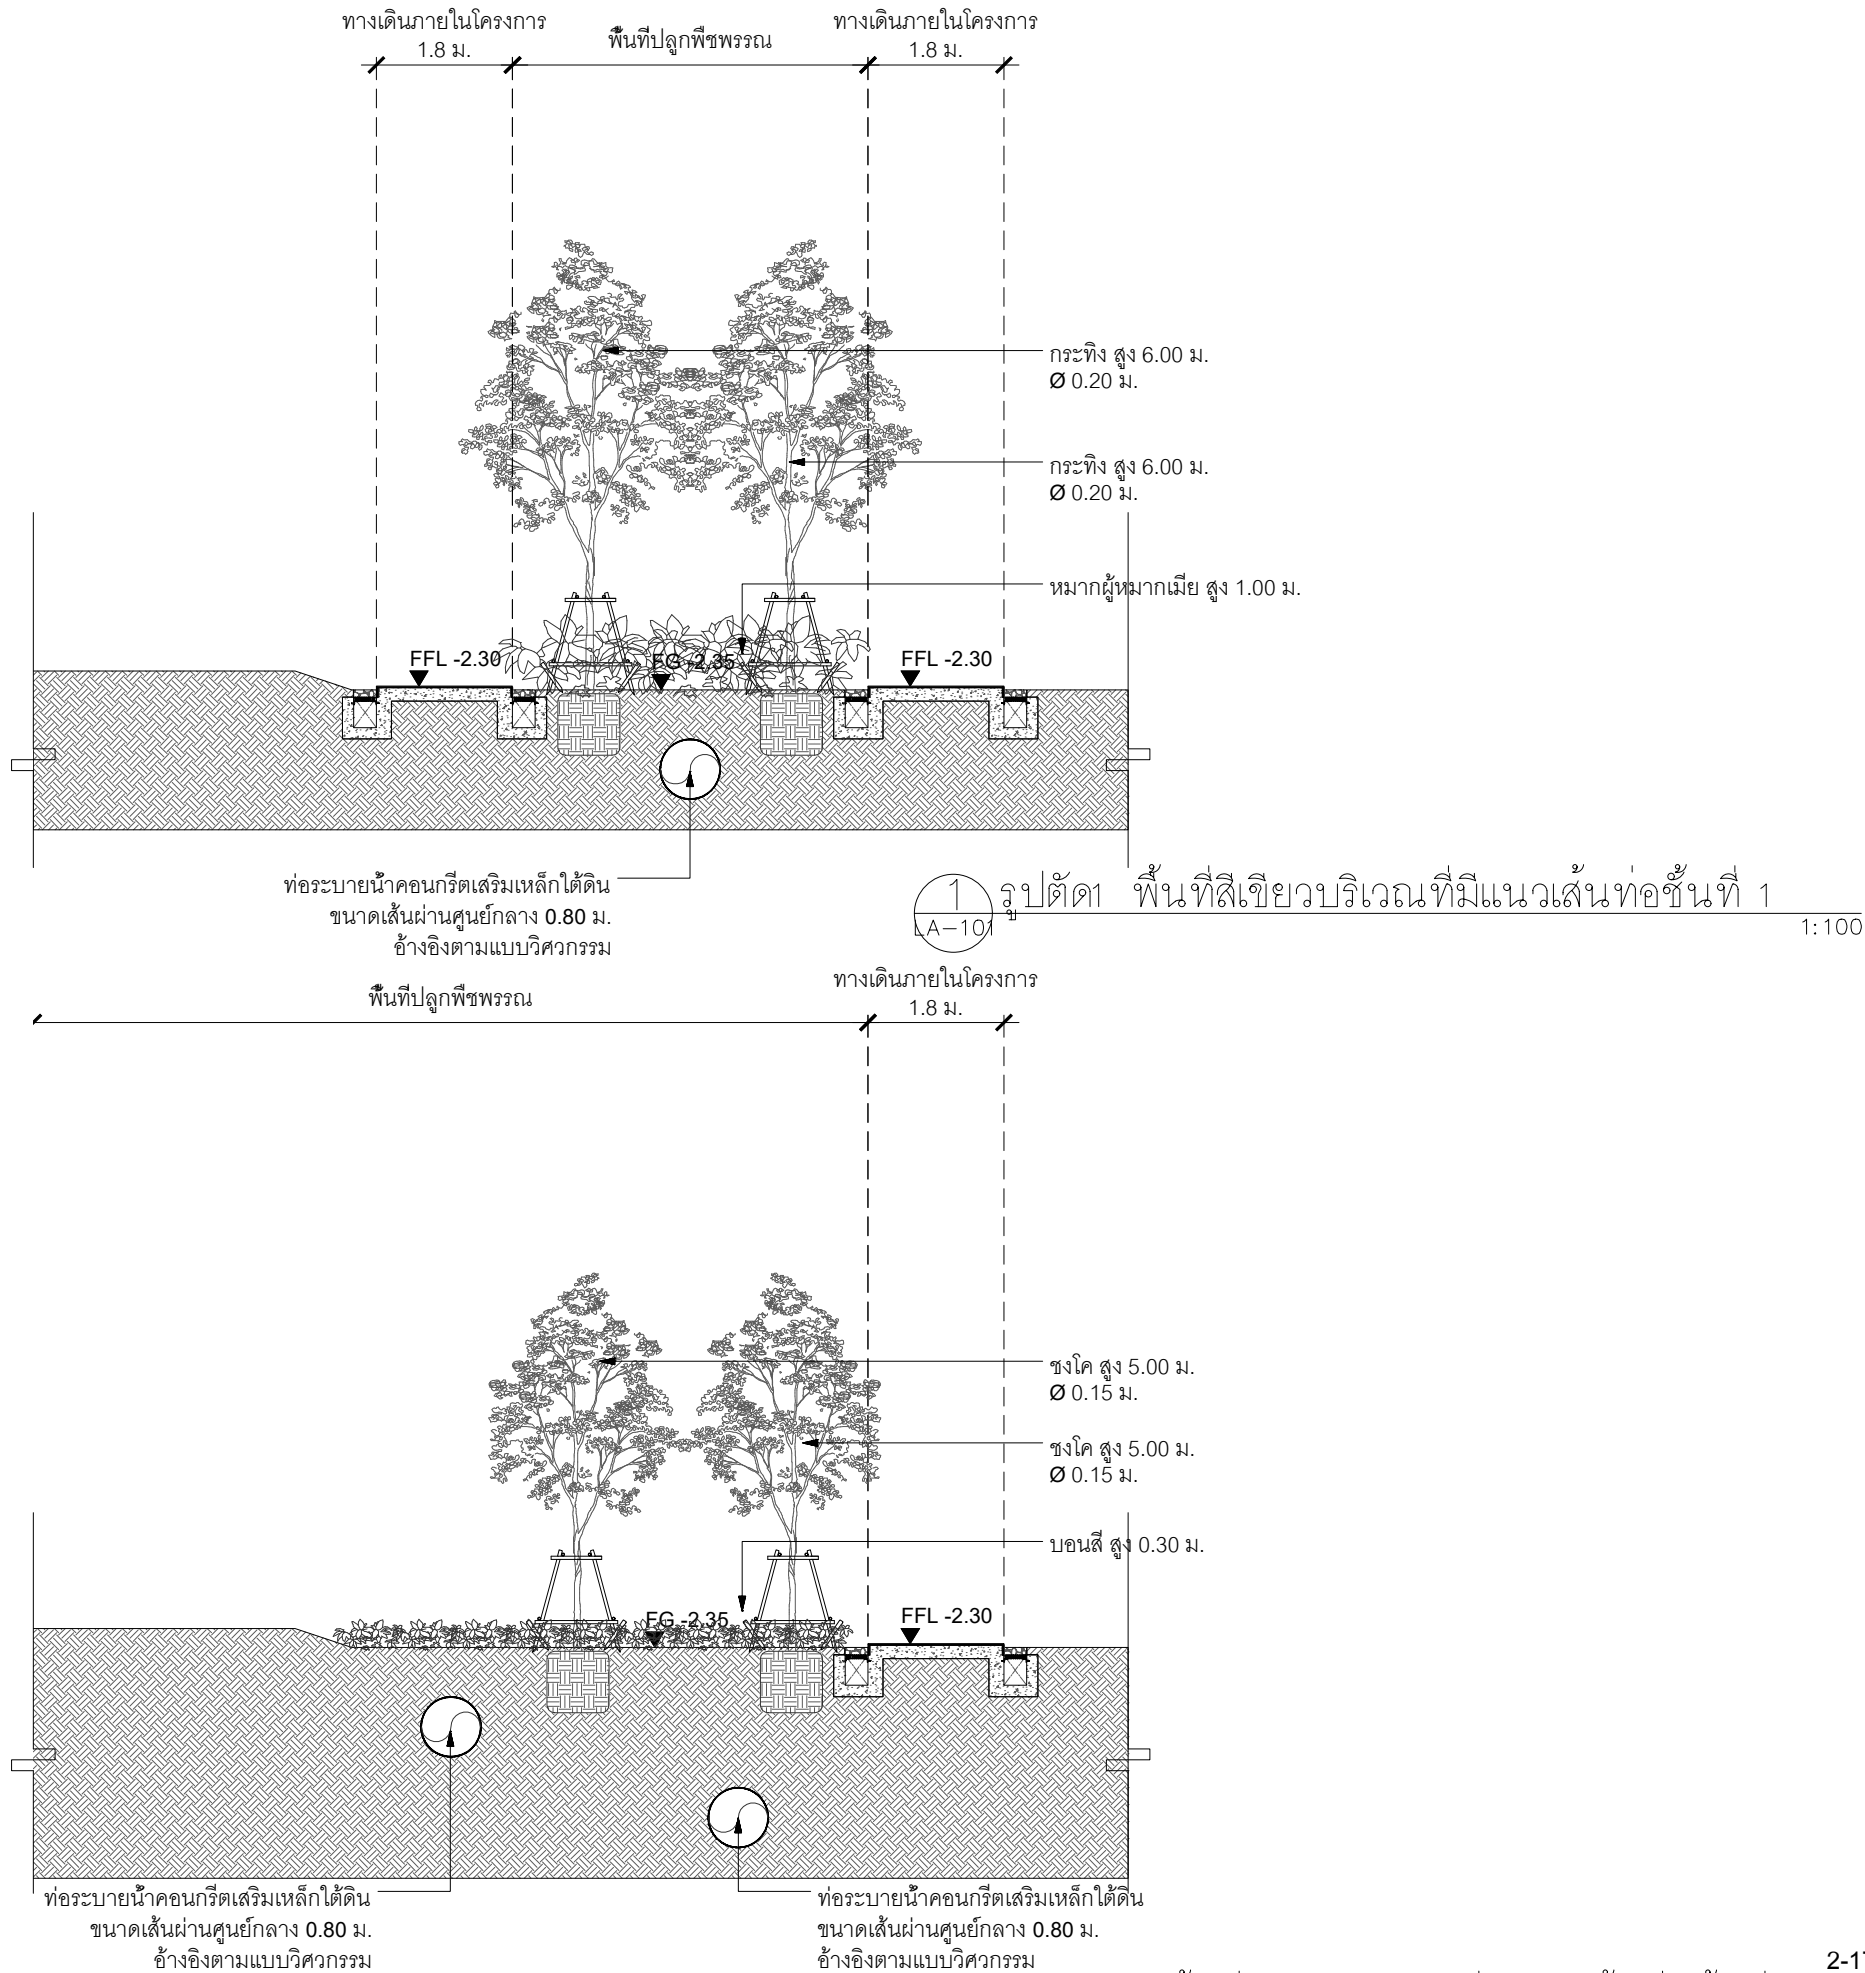 ทางเดินภายในโครงการ
1.8 ม.
พื้นที่ปลูกพืชพรรณ
ทางเดินภายในโครงการ
1.8 ม.
กระทิง สูง 6.00 ม.
Ø 0.20 ม.
กระทิง สูง 6.00 ม.
Ø 0.20 ม.
หมากผู้หมากเมีย สูง 1.00 ม.
FFL -2.30
FG -2.35
FFL -2.30
ท่อระบายน้ำคอนกรีตเสริมเหล็กใต้ดิน
ขนาดเส้นผ่านศูนย์กลาง 0.80 ม.
อ้างอิงตามแบบวิศวกรรม
1
LA-101
รูปตัด1 พื้นที่สีเขียวบริเวณที่มีแนวเส้นท่อชั้นที่ 1
1:100
พื้นที่ปลูกพืชพรรณ
ทางเดินภายในโครงการ
1.8 ม.
ชงโค สูง 5.00 ม.
Ø 0.15 ม.
ชงโค สูง 5.00 ม.
Ø 0.15 ม.
บอนสี สูง 0.30 ม.
FG -2.35
FFL -2.30
ท่อระบายน้ำคอนกรีตเสริมเหล็กใต้ดิน
ขนาดเส้นผ่านศูนย์กลาง 0.80 ม.
อ้างอิงตามแบบวิศวกรรม
ท่อระบายน้ำคอนกรีตเสริมเหล็กใต้ดิน
ขนาดเส้นผ่านศูนย์กลาง 0.80 ม.
อ้างอิงตามแบบวิศวกรรม